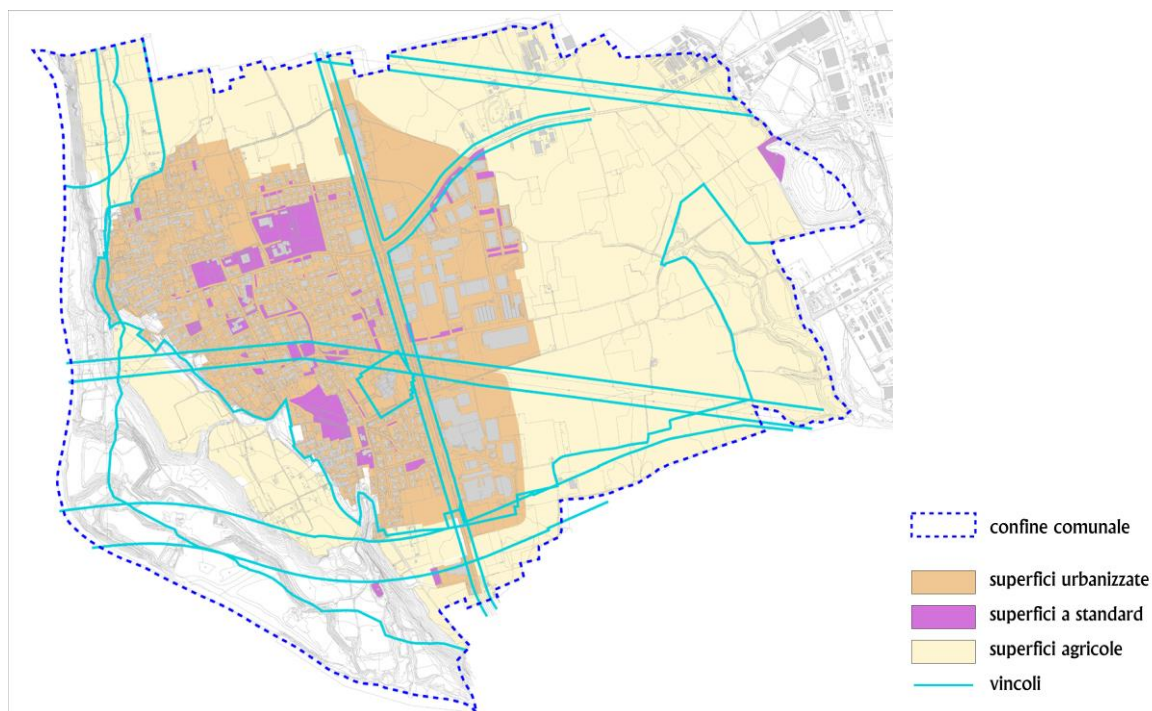 confine comunale
superfici urbanizzate
superfici a standard
superfici agricole
vincoli